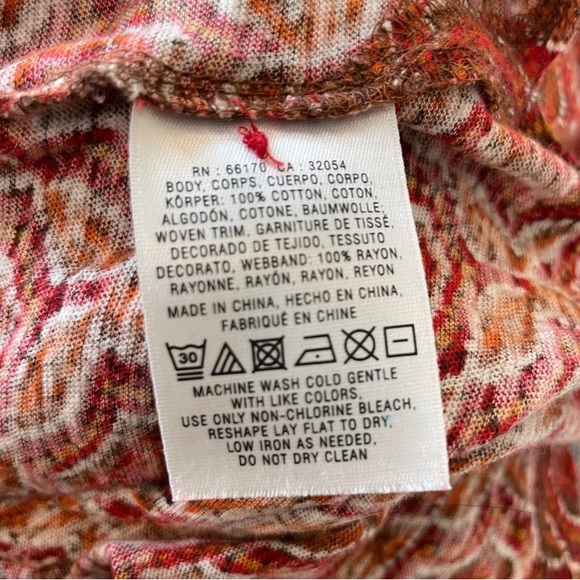 RN : 66170 CA : 32054
BODY, CORPS, CUERPO, CORPO,
KÖRPER: 100% COTTON, COTON,
ALGODÓN, COTONE, BAUMWOLLE;
WOVEN TRIM, GARNITURE DE TISSÉ,
DECORADO DE TEJIDO, TESSUTO
DECORATO, WEBBAND: 100% RAYON,
RAYONNE, RAYÓN, RAYON, REYON
MADE IN CHINA, HECHO EN CHINA,
FABRIQUÉ EN CHINE
30
MACHINE WASH COLD GENTLE
WITH LIKE COLORS,
USE ONLY NON-CHLORINE BLEACH,
RESHAPE LAY FLAT TO DRY,
LOW IRON AS NEEDED,
DO NOT DRY CLEAN